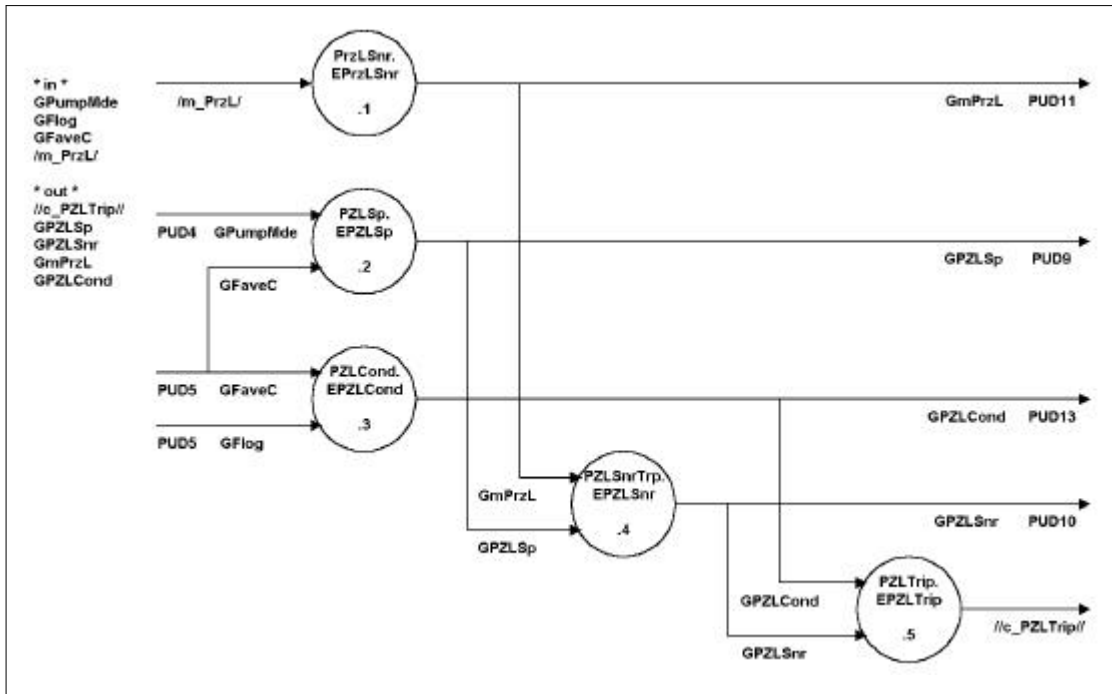 * in *
GPumpMde
GFlog
GFaveC
/m_PrzL/
* out *
//c_PZLTrip//
GPZLSp
GPZLSnr
GmPrzL
GPZLCond
/m_PrzL/
PrzLSnr.
EPrzLSnr
.1
GmPrzL PUD11
PUD4 GPumpMde
GFaveC
PZLSp.
EPZLSp
.2
GPZLSp PUD9
PUD5 GFaveC
PUD5 GFlog
PZLCond.
EPZLCond
.3
GPZLCond PUD13
GmPrzL
GPZLSp
PZLSnrTrp.
EPZLSnr
.4
GPZLSnr PUD10
GPZLCond
GPZLSnr
PZLTrip.
EPZLTrip
.5
//c_PZLTrip//